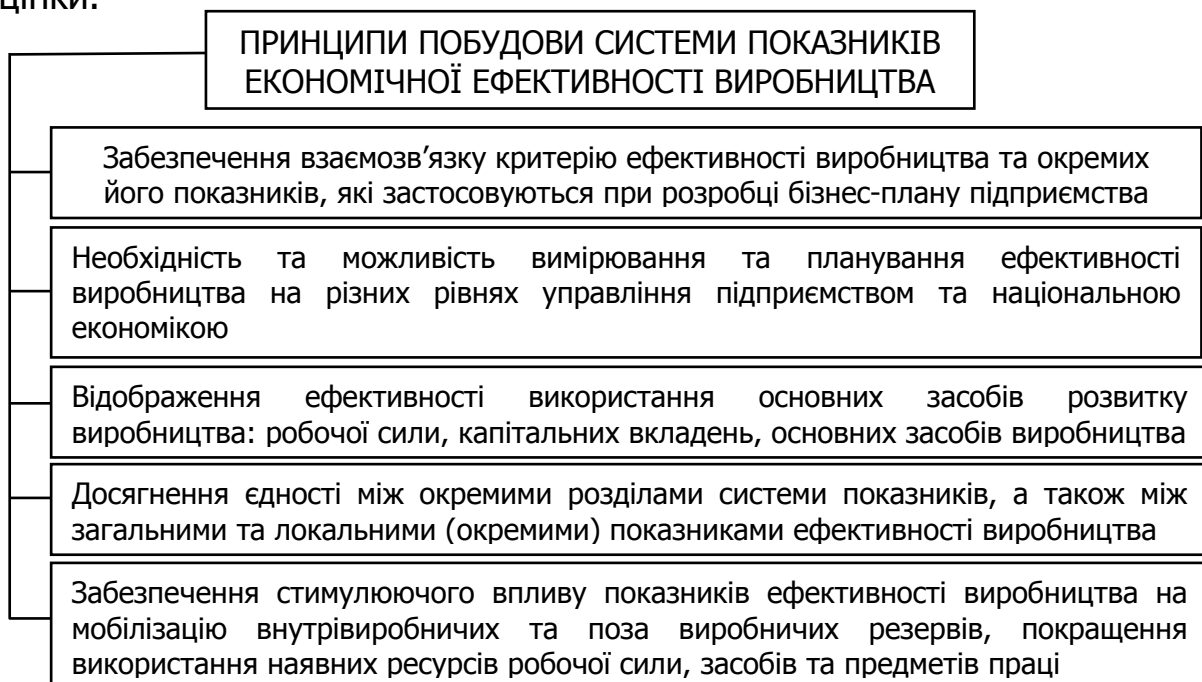 цінки.
ПРИНЦИПИ ПОБУДОВИ СИСТЕМИ ПОКАЗНИКІВ
ЕКОНОМІЧНОЇ ЕФЕКТИВНОСТІ ВИРОБНИЦТВА
Забезпечення взаємозв’язку критерію ефективності виробництва та окремих
його показників, які застосовуються при розробці бізнес-плану підприємства
Необхідність та можливість вимірювання та планування ефективності
виробництва на різних рівнях управління підприємством та національною
економікою
Відображення ефективності використання основних засобів розвитку
виробництва: робочої сили, капітальних вкладень, основних засобів виробництва
Досягнення єдності між окремими розділами системи показників, а також між
загальними та локальними (окремими) показниками ефективності виробництва
Забезпечення стимулюючого впливу показників ефективності виробництва на
мобілізацію внутрівиробничих та поза виробничих резервів, покращення
використання наявних ресурсів робочої сили, засобів та предметів праці